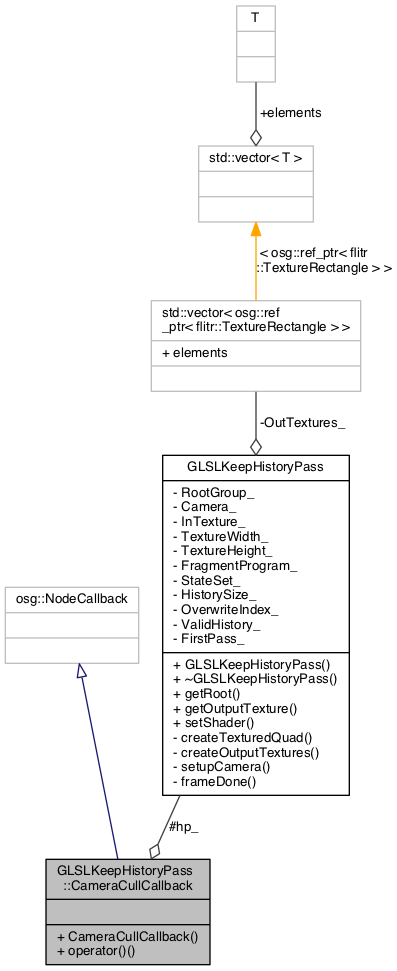 T
+elements
std::vector< T >
< osg::ref_ptr< flitr
::TextureRectangle > >
std::vector< osg::ref
_ptr< flitr::TextureRectangle > >
+ elements
-OutTextures_
GLSLKeepHistoryPass
- RootGroup_
- Camera_
- InTexture_
- TextureWidth_
- TextureHeight_
- FragmentProgram_
- StateSet_
- HistorySize_
- OverwriteIndex_
- ValidHistory_
- FirstPass_
+ GLSLKeepHistoryPass()
+ ~GLSLKeepHistoryPass()
+ getRoot()
+ getOutputTexture()
+ setShader()
- createTexturedQuad()
- createOutputTextures()
- setupCamera()
- frameDone()
osg::NodeCallback
#hp_
GLSLKeepHistoryPass
::CameraCullCallback
+ CameraCullCallback()
+ operator()()